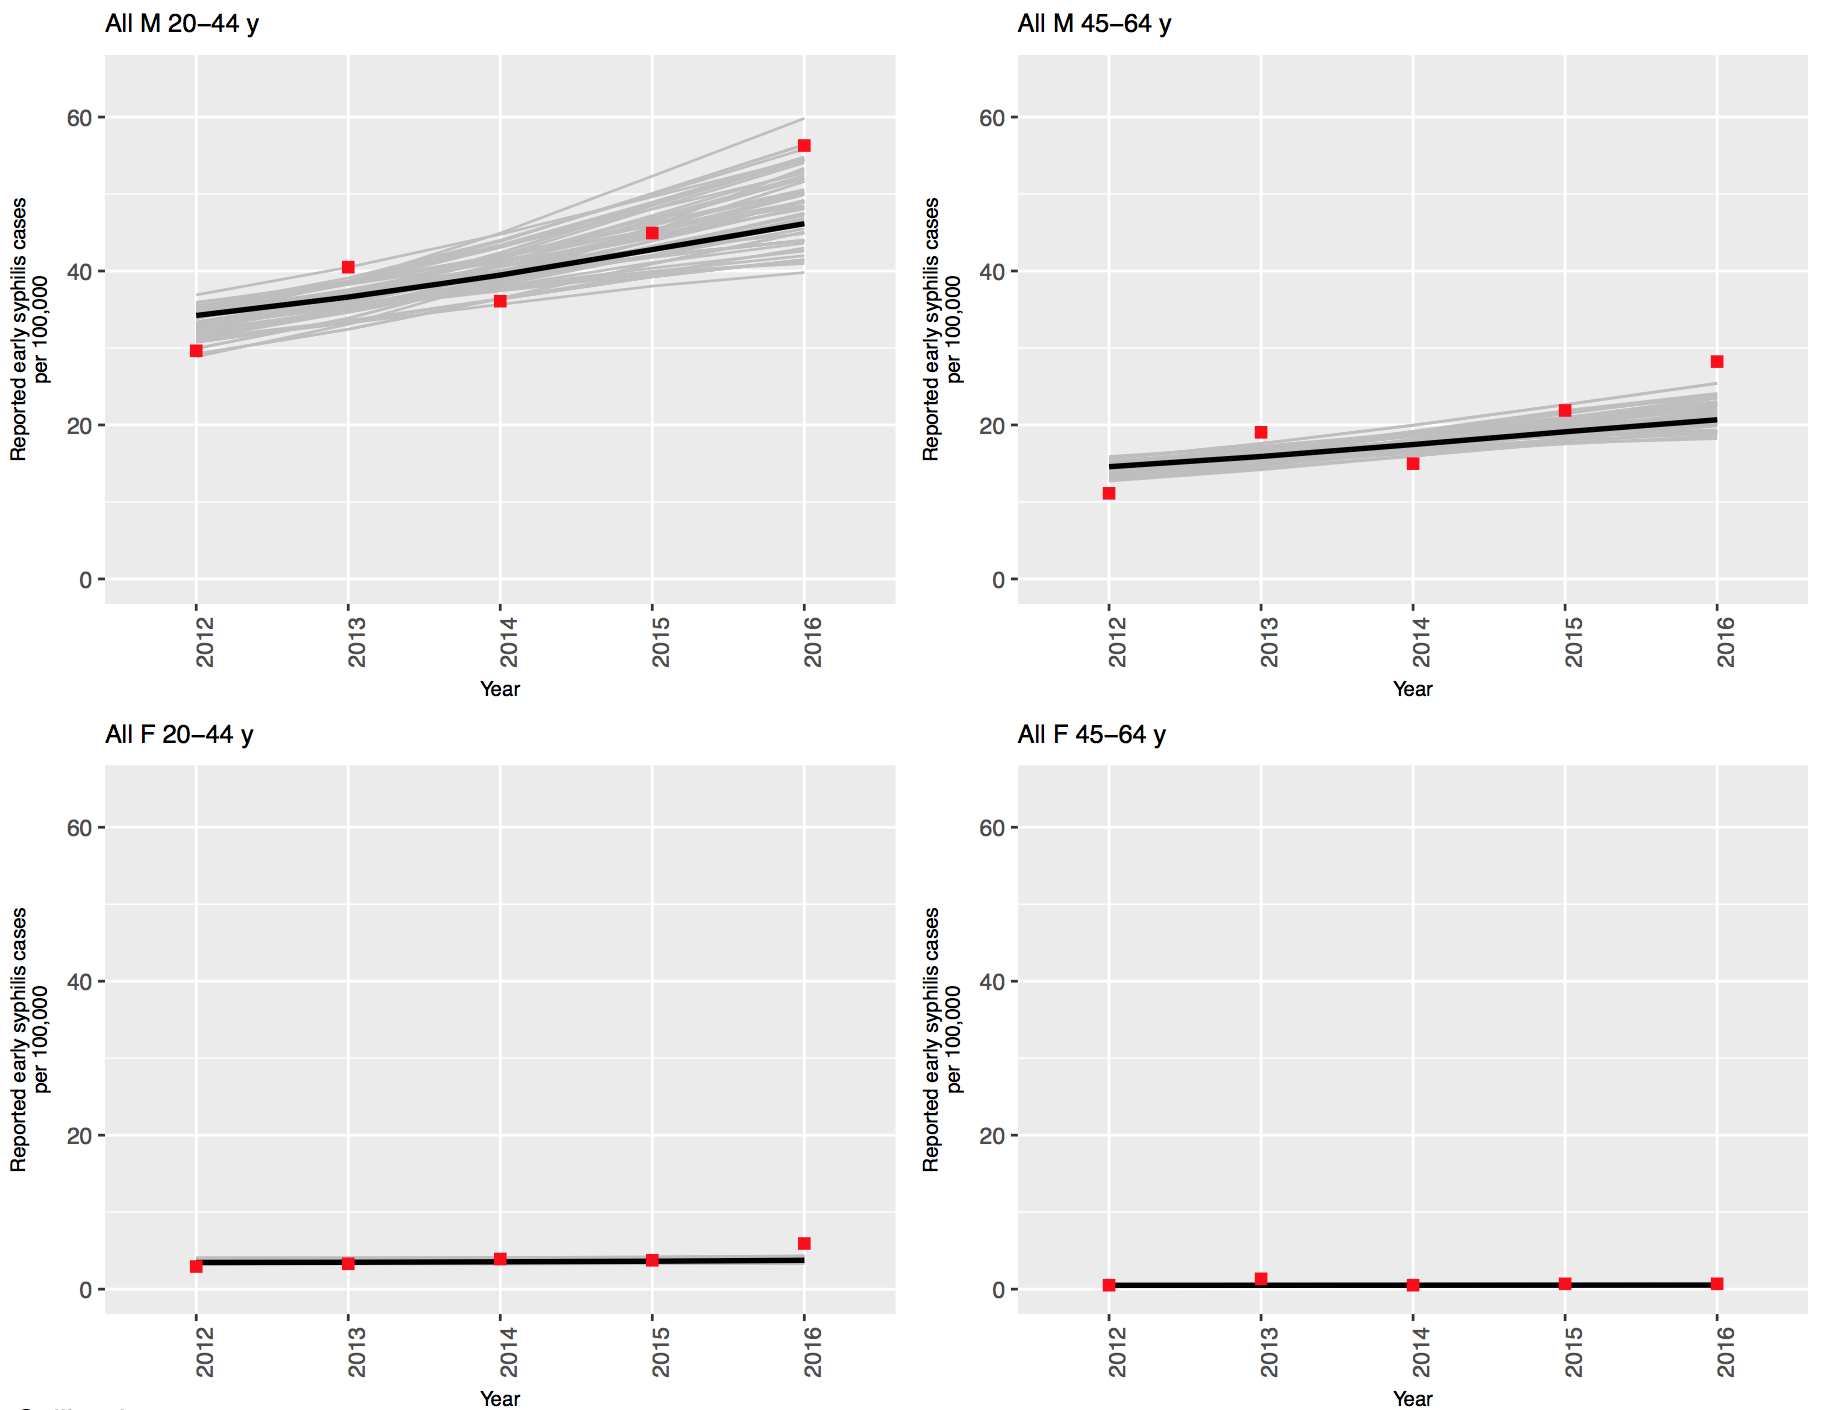 All M 20–44 y
Reported early syphilis cases
per 100,000
60
40
20
0
2012
2013
2014
2015
2016
Year
All M 45–64 y
Reported early syphilis cases
per 100,000
60
40
20
0
2012
2013
2014
2015
2016
Year
All F 20–44 y
Reported early syphilis cases
per 100,000
60
40
20
0
2012
2013
2014
2015
2016
Year
All F 45–64 y
Reported early syphilis cases
per 100,000
60
40
20
0
2012
2013
2014
2015
2016
Year